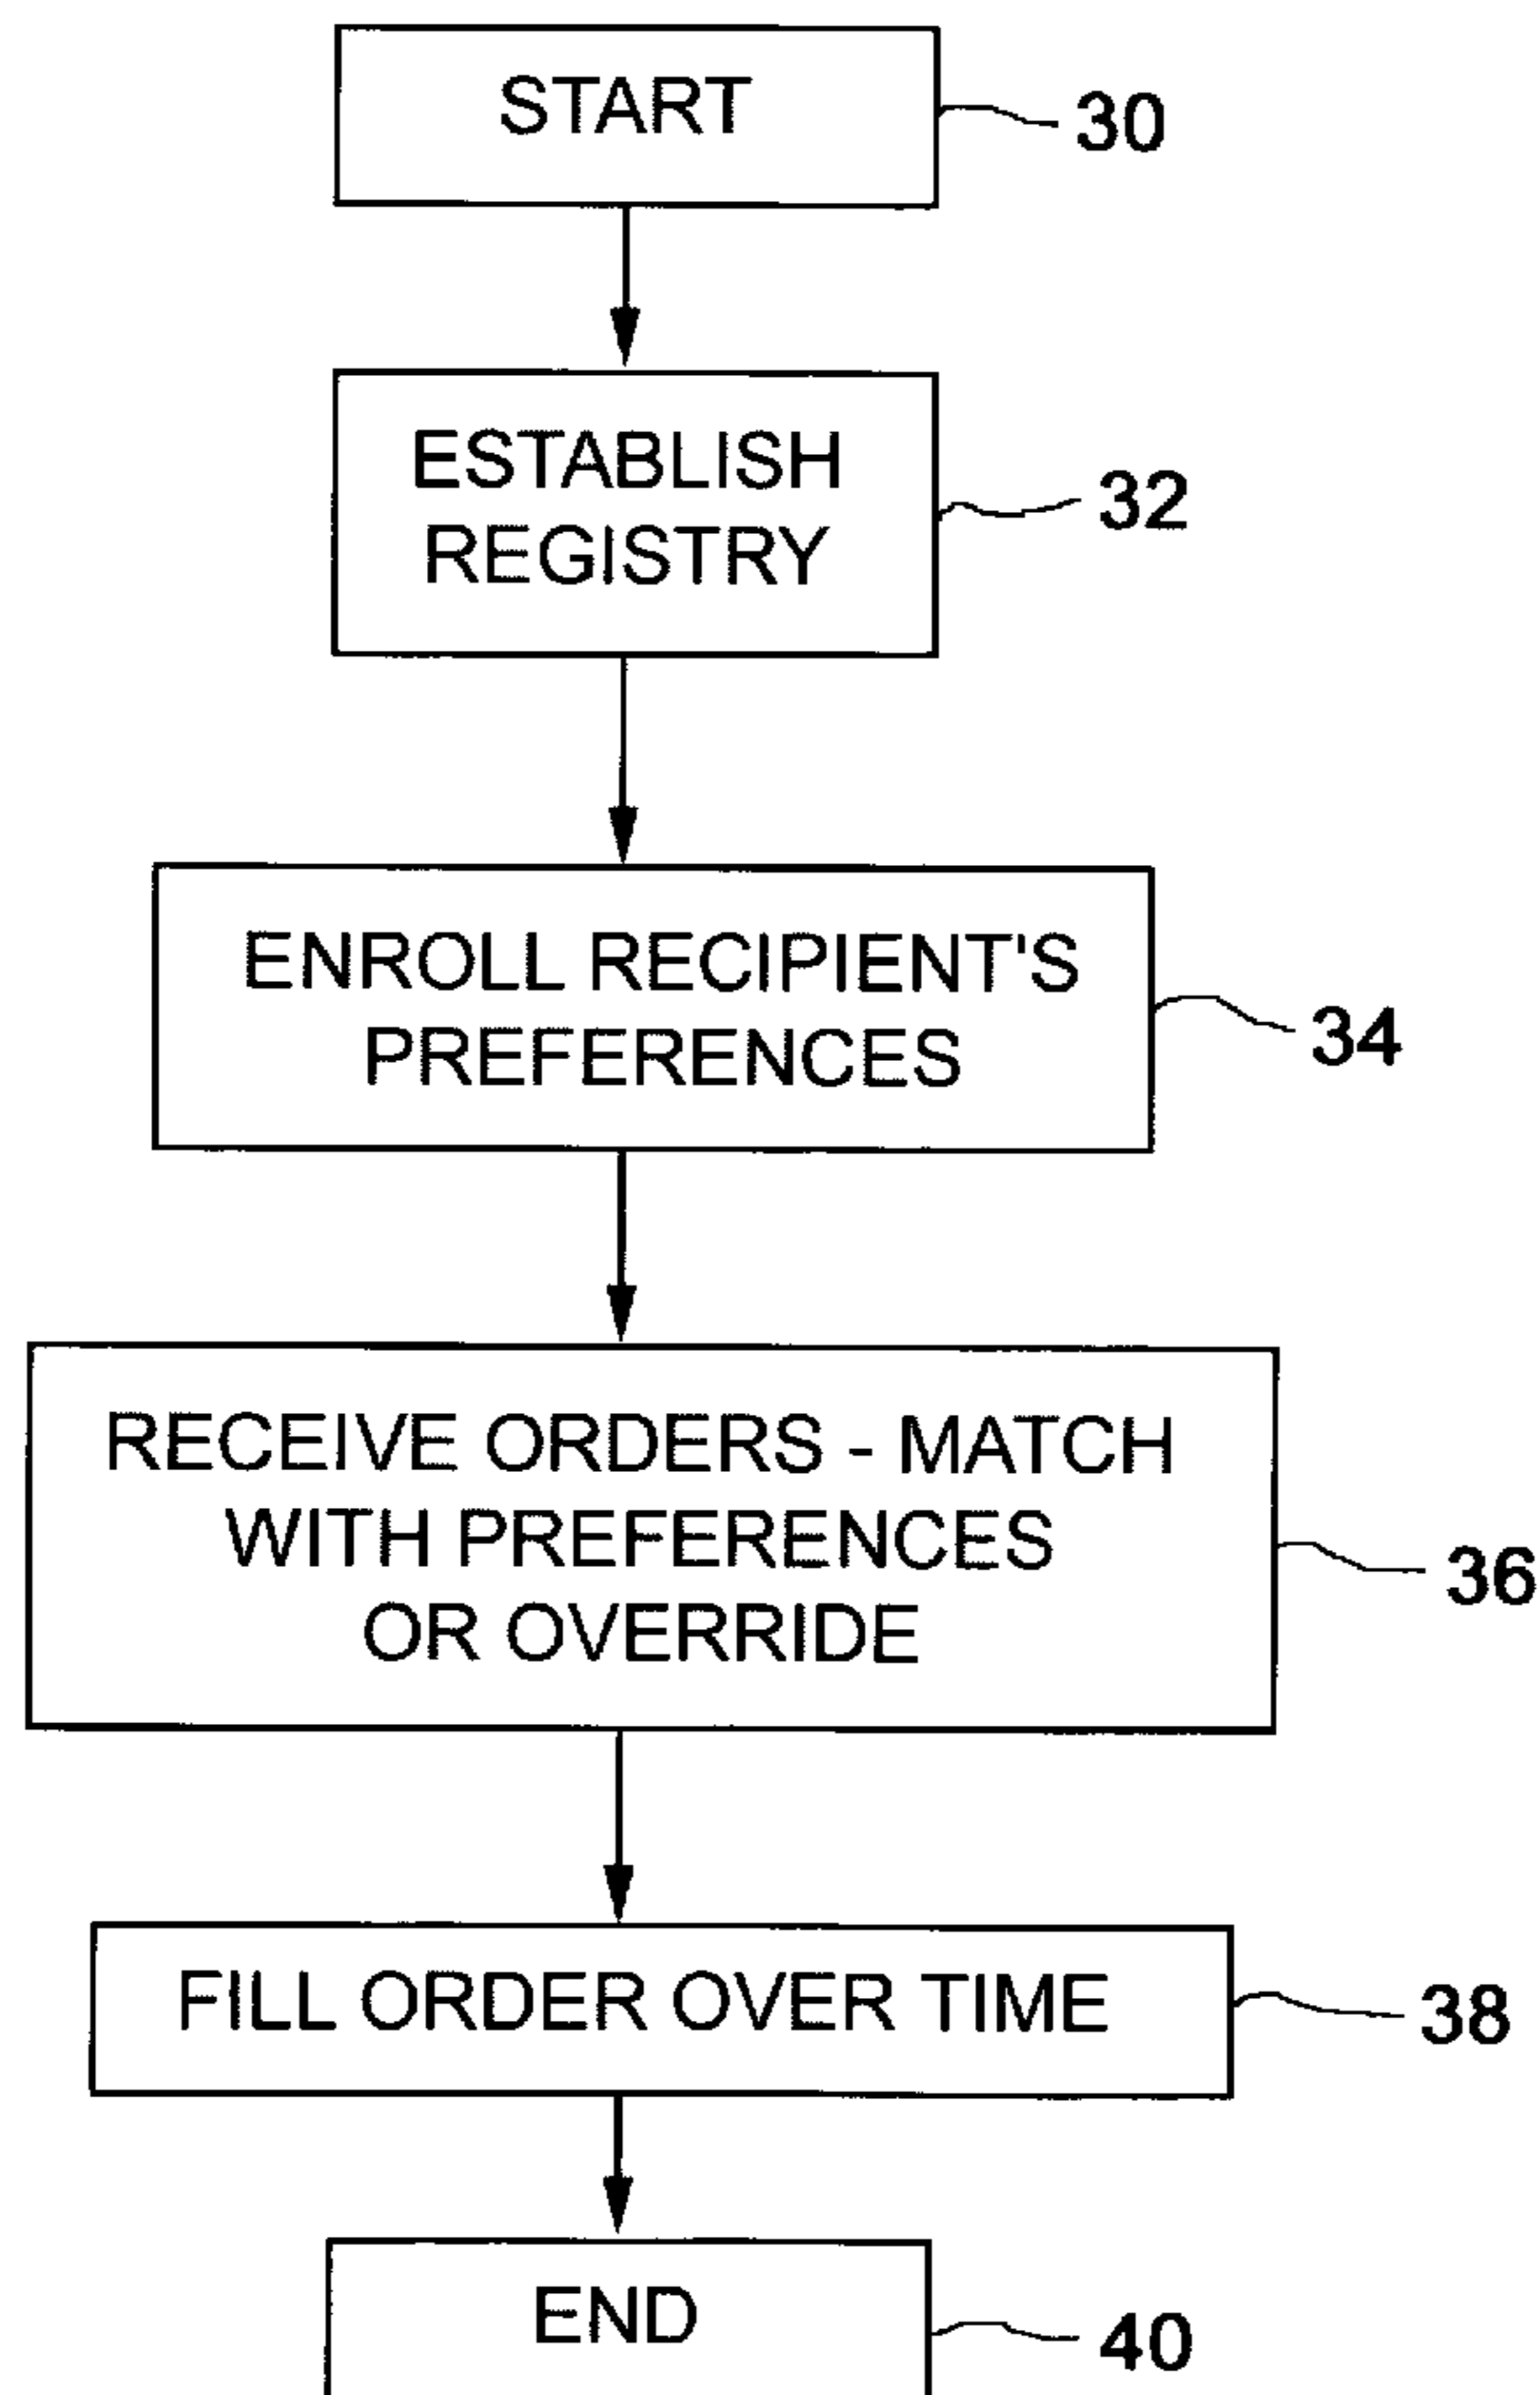 START
30
ESTABLISH
REGISTRY
32
ENROLL RECIPIENT'S
PREFERENCES
34
RECEIVE ORDERS - MATCH
WITH PREFERENCES
OR OVERRIDE
36
FILL ORDER OVER TIME
38
END
40